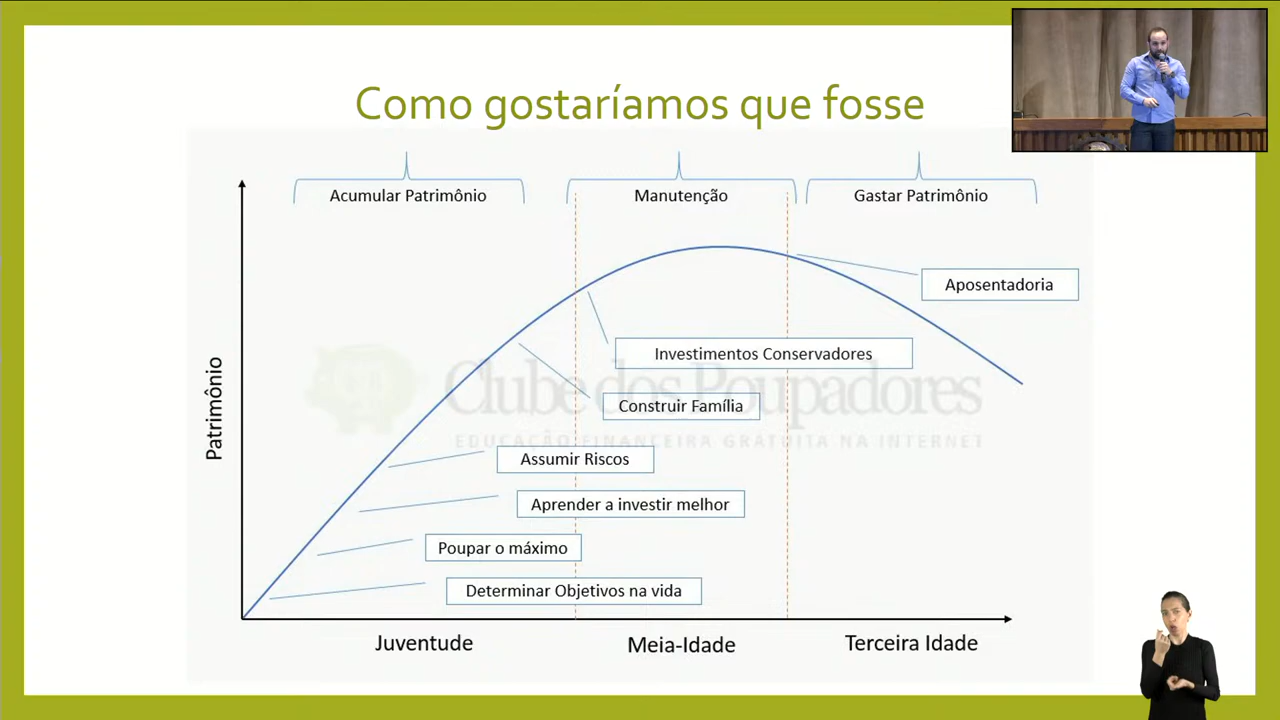 Como gostaríamos que fosse
Acumular Patrimônio
Manutenção
Gastar Patrimônio
Aposentadoria
Investimentos Conservadores
Clube dos Poupadores
EDUCAÇÃO FINANCEIRA GRATUITA NA INTERNET
Construir Família
Assumir Riscos
Aprender a investir melhor
Poupar o máximo
Determinar Objetivos na vida
Patrimônio
Juventude
Meia-Idade
Terceira Idade